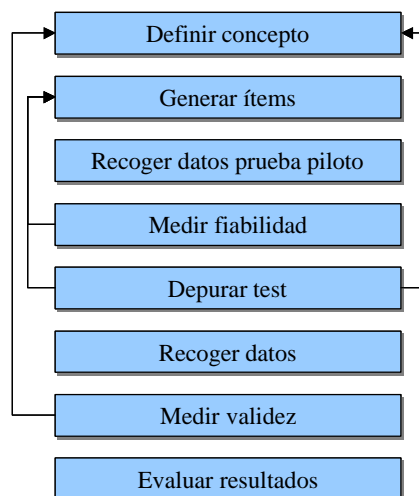 Definir concepto
Generar ítems
Recoger datos prueba piloto
Medir fiabilidad
Depurar test
Recoger datos
Medir validez
Evaluar resultados